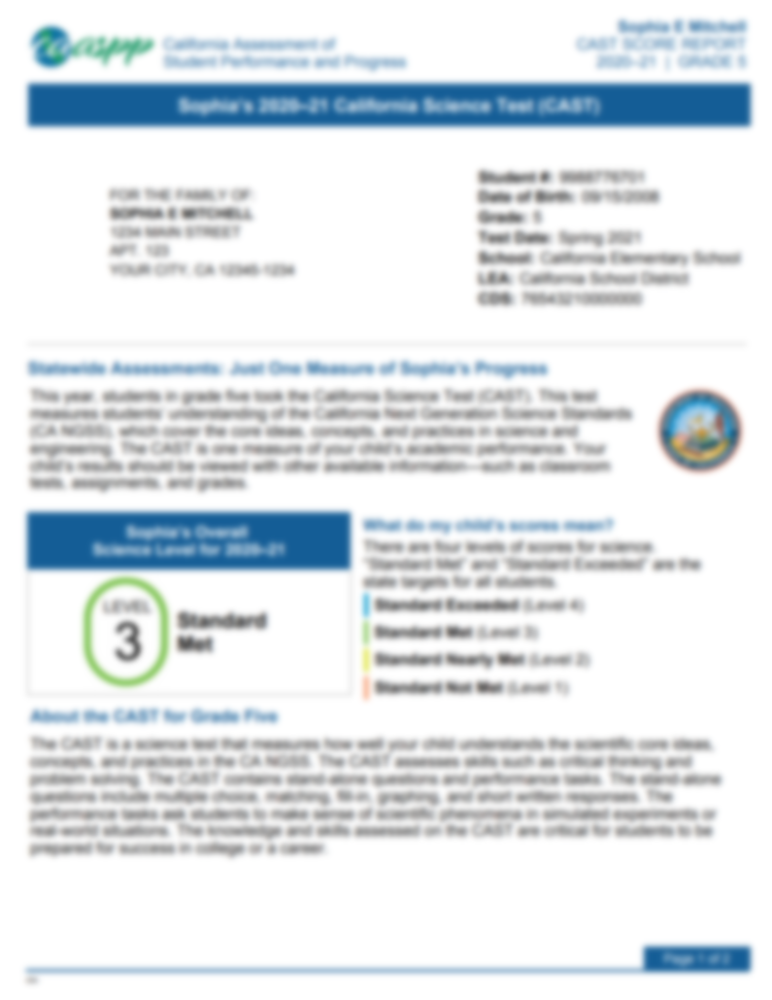 caaspp
California Assessment of
Student Performance and Progress
Sophia E Mitchell
CAST SCORE REPORT
2020–21 | GRADE 5
Sophia's 2020–21 California Science Test (CAST)
FOR THE FAMILY OF:
SOPHIA E MITCHELL
1234 MAIN STREET
APT. 123
YOUR CITY, CA 12345-1234
Student #:
Date of Birth: 09/15/2008
Grade: 5
Test Date: Spring 2021
School: California Elementary School
LEA: California School District
CDS: 76543210000000
Statewide Assessments: Just One Measure of Sophia's Progress
This year, students in grade five took the California Science Test (CAST). This test
measures students' understanding of the California Next Generation Science Standards
(CA NGSS), which cover the core ideas, concepts, and practices in science and
engineering. The CAST is one measure of your child's academic performance. Your
child's results should be viewed with other available information—such as classroom
tests, assignments, and grades.
Sophia's Overall
Science Level for 2020–21
LEVEL
3
Standard
Met
What do my child's scores mean?
There are four levels of scores for science.
"Standard Met" and "Standard Exceeded" are the
state targets for all students.
Standard Exceeded (Level 4)
Standard Met (Level 3)
Standard Nearly Met (Level 2)
Standard Not Met (Level 1)
About the CAST for Grade Five
The CAST is a science test that measures how well your child understands the scientific core ideas,
concepts, and practices in the CA NGSS. The CAST assesses skills such as critical thinking and
problem solving. The CAST contains stand-alone questions and performance tasks. The stand-alone
questions include multiple choice, matching, fill-in, graphing, and short written responses. The
performance tasks ask students to make sense of scientific phenomena in simulated experiments or
real-world situations. The knowledge and skills assessed on the CAST are critical for students to be
prepared for success in college or a career.
Page 1 of 2